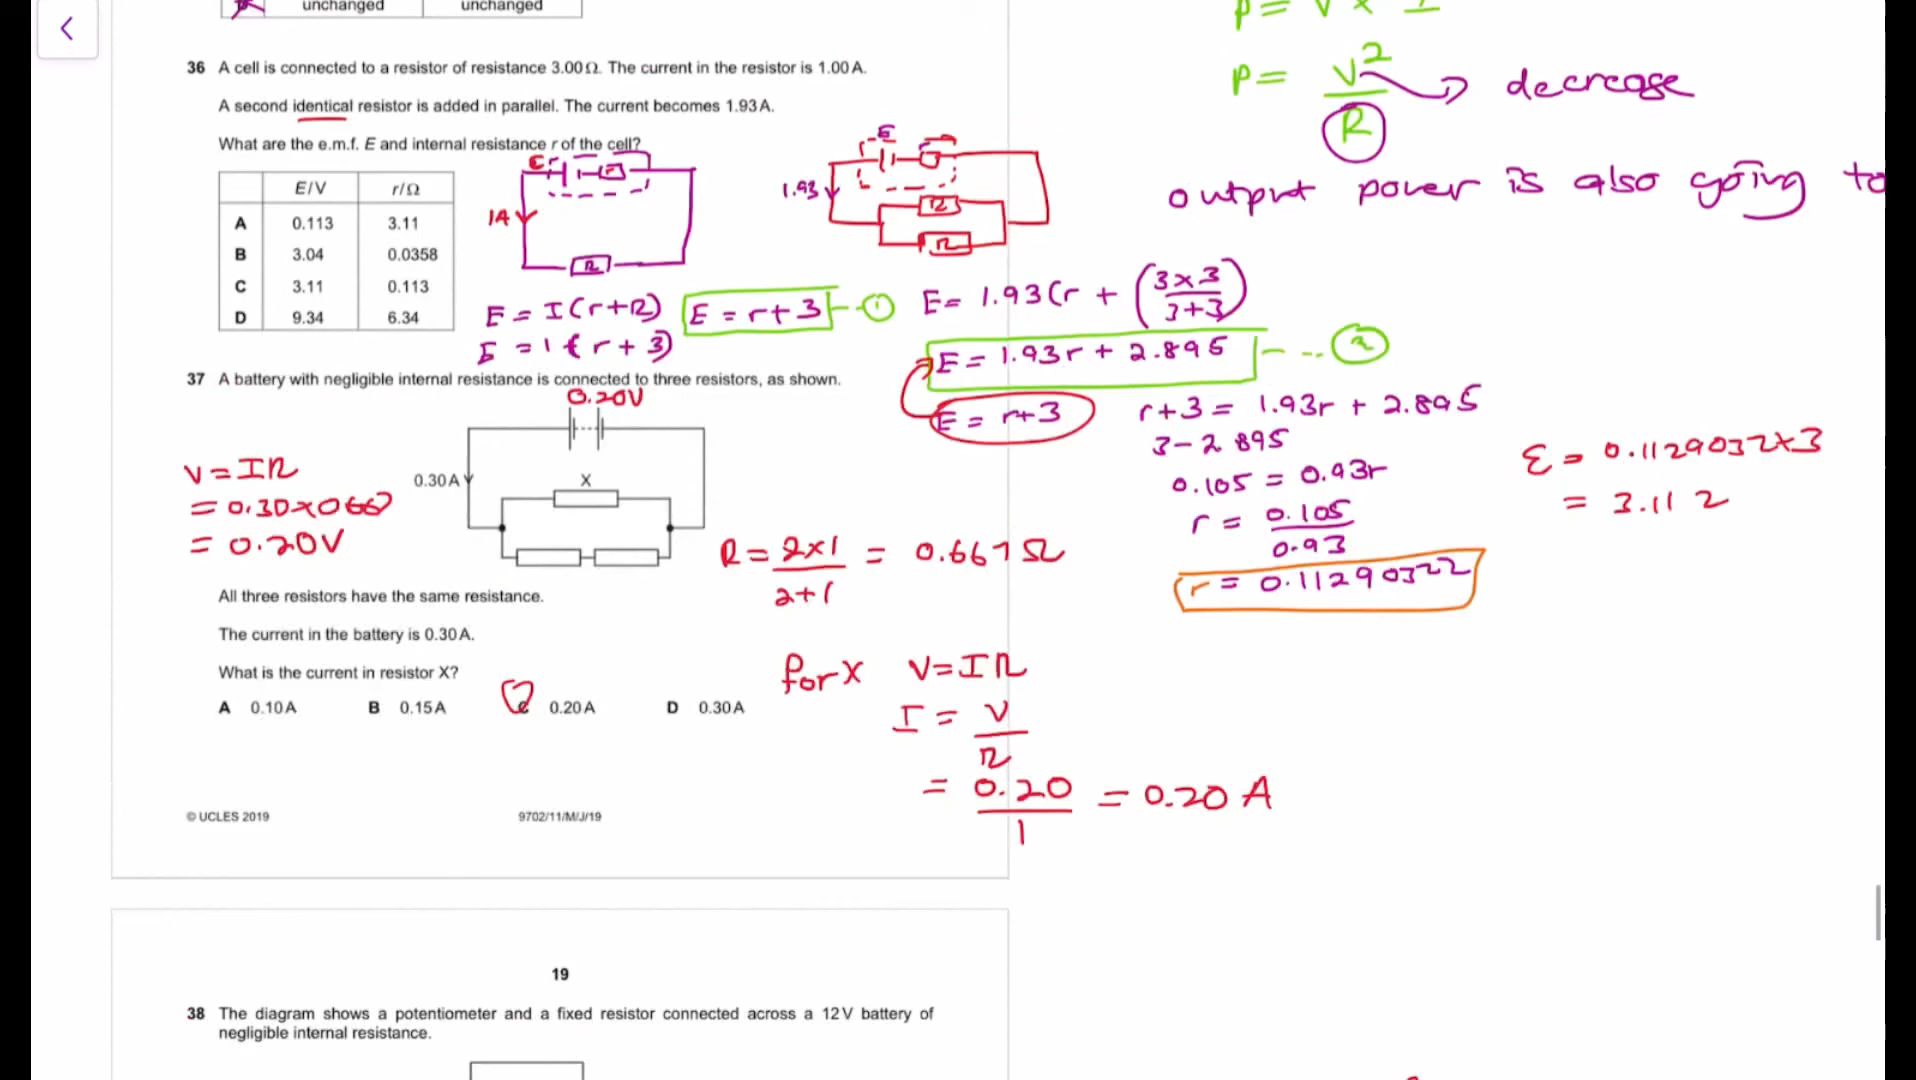 unchanged unchanged
36 A cell is connected to a resistor of resistance 3.00Ω. The current in the resistor is 1.00 A.
A second identical resistor is added in parallel. The current becomes 1.93 A.
What are the e.m.f. E and internal resistance r of the cell?
E/V r/Ω
A 0.113 3.11
B 3.04 0.0358
C 3.11 0.113
D 9.34 6.34
1A
R
E
1.93
R
R
E = I(r+R)
E = 1 (r + 3)
E = r+3 -- ①
E= 1.93(r + (3×3/3+3)
E= 1.93r + 2.895 -- .. ②
E = r+3
r+3 = 1.93r + 2.895
3-2 895
0.105 = 0.93r
r = 0.105/0.93
r = 0.11290322
ε = 0.1129032+3
= 3.11 2
P= V × I
P= V²/R decrease
output power is also going to
37 A battery with negligible internal resistance is connected to three resistors, as shown.
0.20V
0.30 A
X
V=IR
= 0.30×0.667
= 0.20V
R = 2×1/2+1 = 0.667Ω
All three resistors have the same resistance.
The current in the battery is 0.30 A.
What is the current in resistor X?
A 0.10 A B 0.15 A C 0.20 A D 0.30 A
for X V=IR
I = V/R
= 0.20/1 = 0.20 A
© UCLES 2019 9702/11/M/J/19
19
38 The diagram shows a potentiometer and a fixed resistor connected across a 12 V battery of
negligible internal resistance.